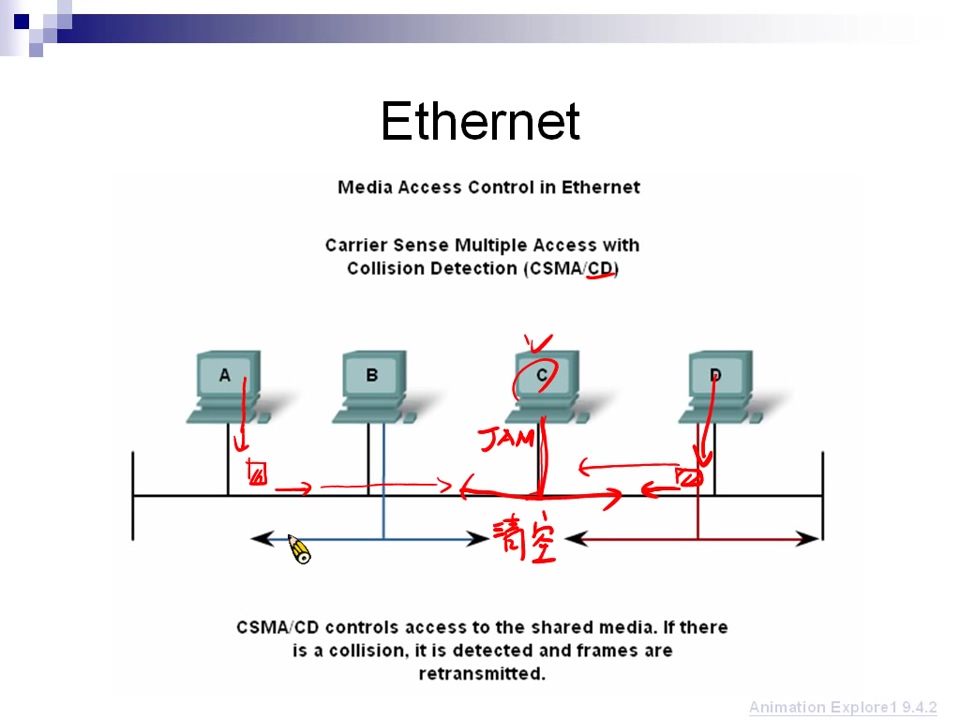 Ethernet
Media Access Control in Ethernet
Carrier Sense Multiple Access with
Collision Detection (CSMA/CD)
A B C D
JAM
清空
CSMA/CD controls access to the shared media. If there
is a collision, it is detected and frames are
retransmitted.
Animation Explore1 9.4.2